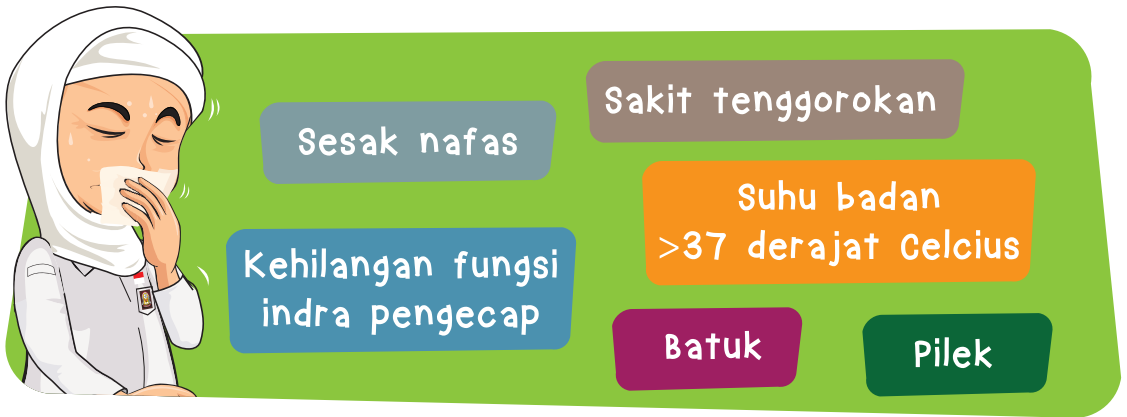 Sesak nafas
Sakit tenggorokan
Kehilangan fungsi
indra pengecap
Suhu badan
>37 derajat Celcius
Batuk
Pilek